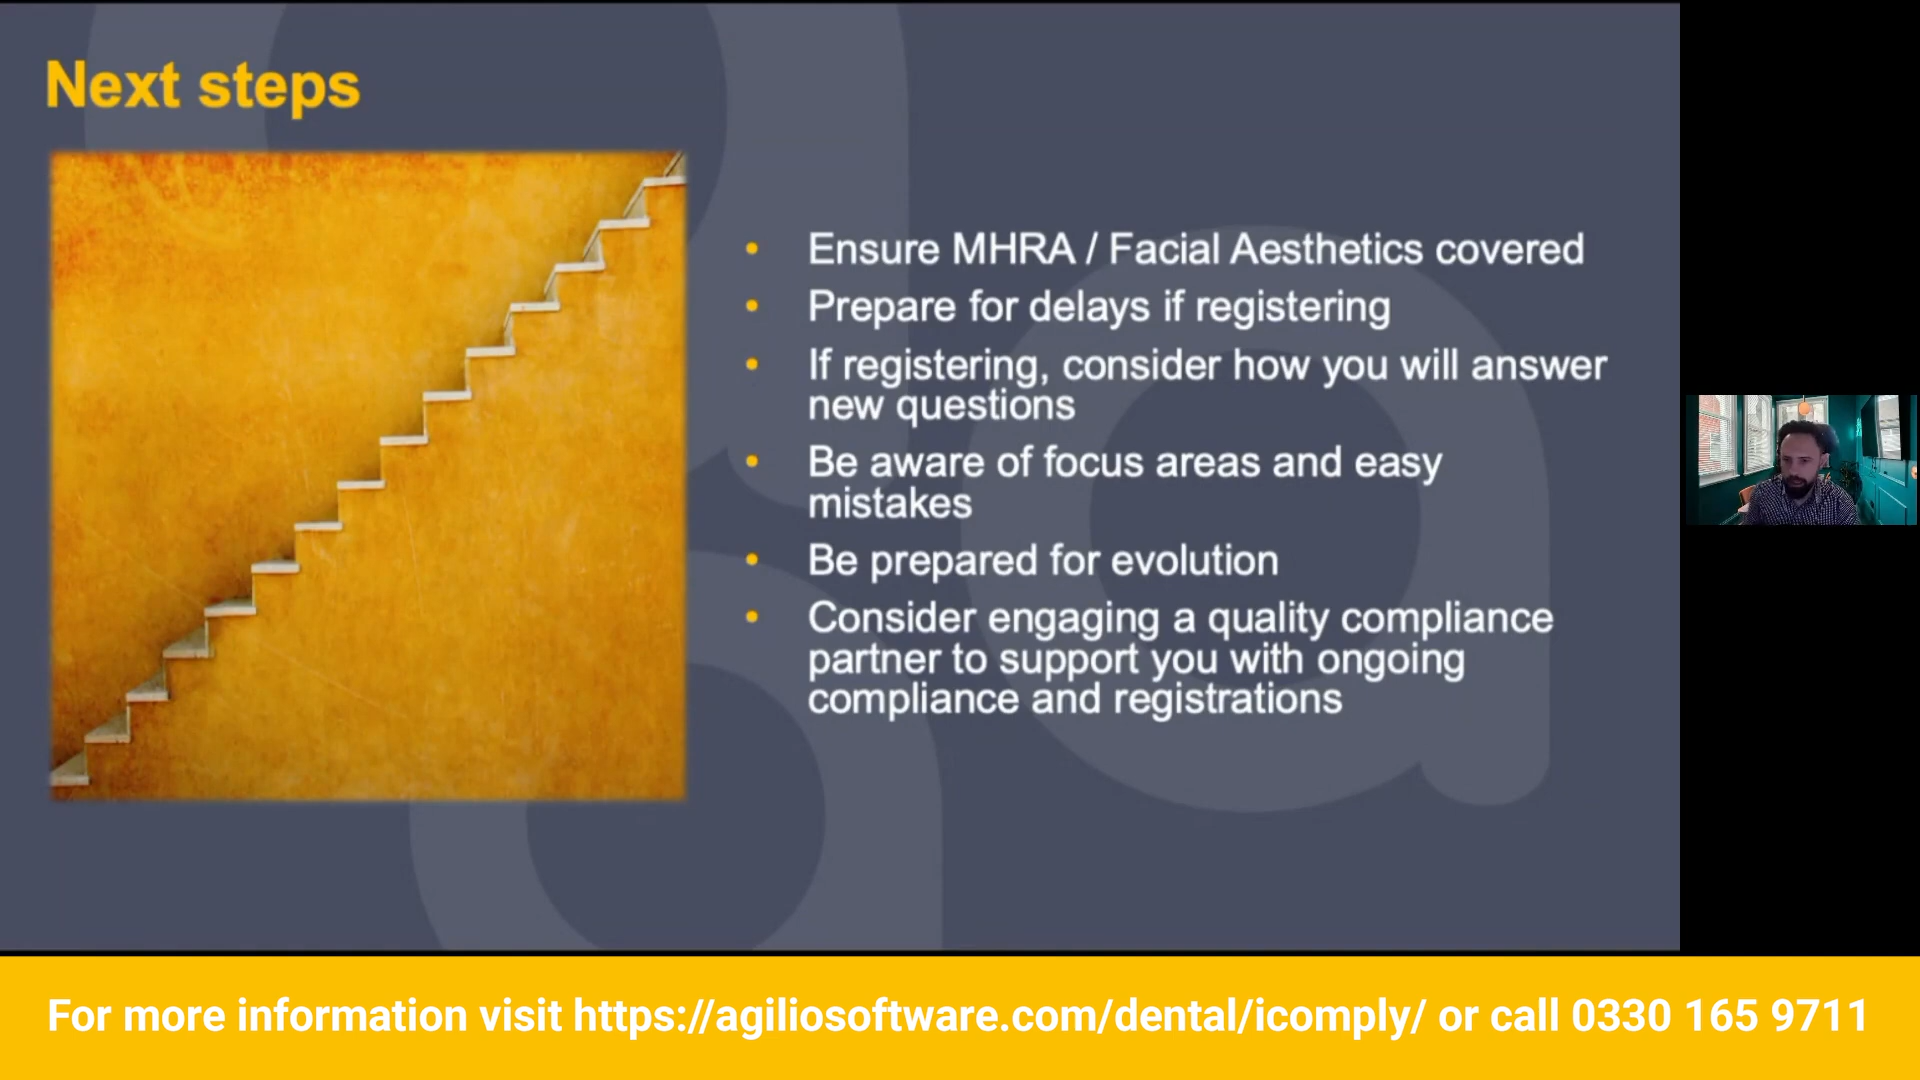 Next steps
• Ensure MHRA / Facial Aesthetics covered
• Prepare for delays if registering
• If registering, consider how you will answer
new questions
• Be aware of focus areas and easy
mistakes
• Be prepared for evolution
• Consider engaging a quality compliance
partner to support you with ongoing
compliance and registrations
For more information visit https://agiliosoftware.com/dental/icomply/ or call 0330 165 9711